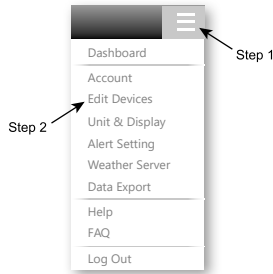 Step 1
Dashboard
Account
Edit Devices
Step 2
Unit & Display
Alert Setting
Weather Server
Data Export
Help
FAQ
Log Out